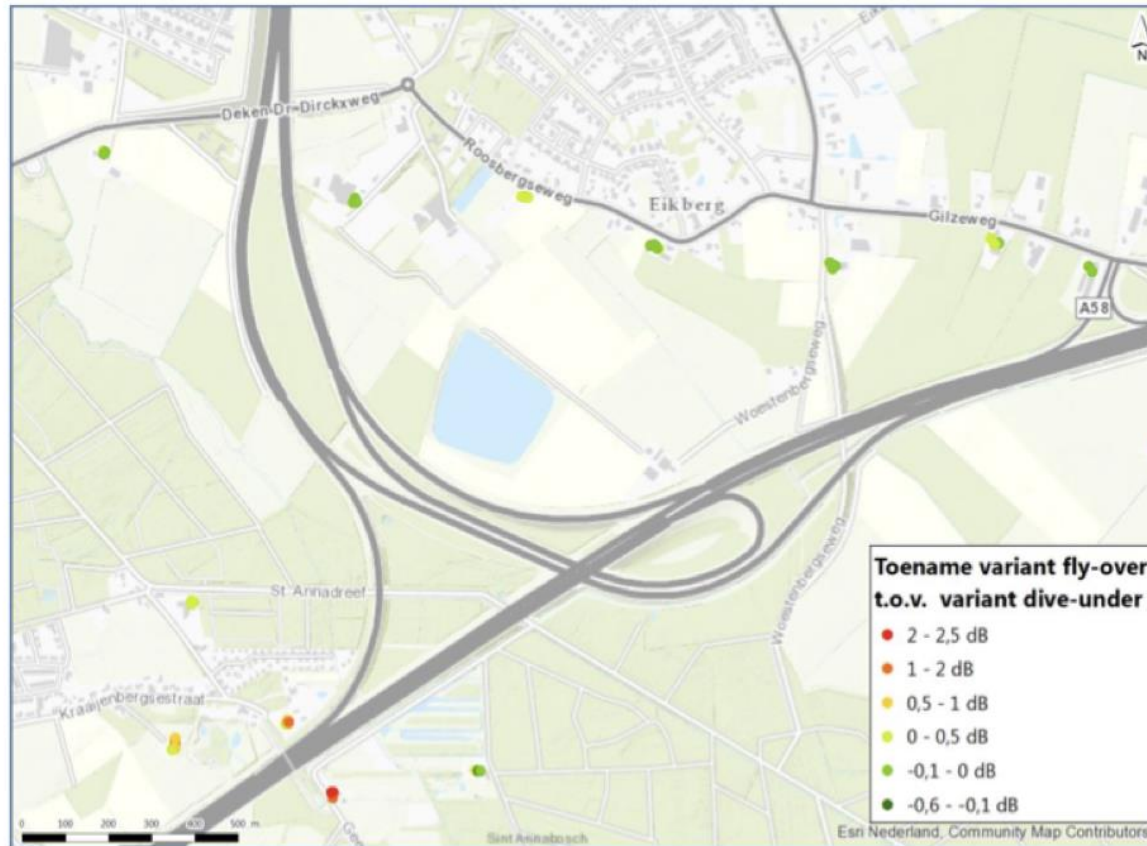 Eik
N
Deken Dr. Dirckxweg
Roosbergseweg
Eikberg
Gilzeweg
A58
Woestenbergseweg
Woestenbergseweg
St Annadreef
Kraaijenbergsestraat
Gee
Sint Annabosch
0 100 200 300 400 500 m
Toename variant fly-over
t.o.v. variant dive-under
2 - 2,5 dB
1 - 2 dB
0,5 - 1 dB
0 - 0,5 dB
-0,1 - 0 dB
-0,6 - -0,1 dB
Esri Nederland, Community Map Contributors